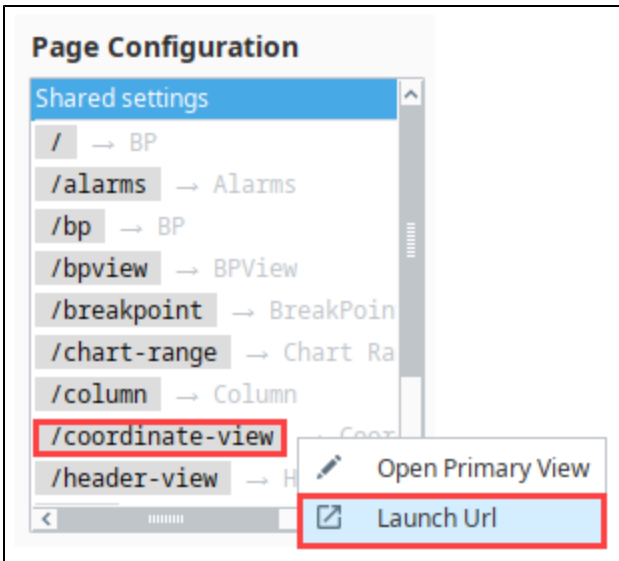 Page Configuration
Shared settings
/ → BP
/alarms → Alarms
/bp → BP
/bpview → BPView
/breakpoint → BreakPoin
/chart-range → Chart Ra
/column → Column
/coordinate-view → Coor
/header-view → H
Open Primary View
Launch Url